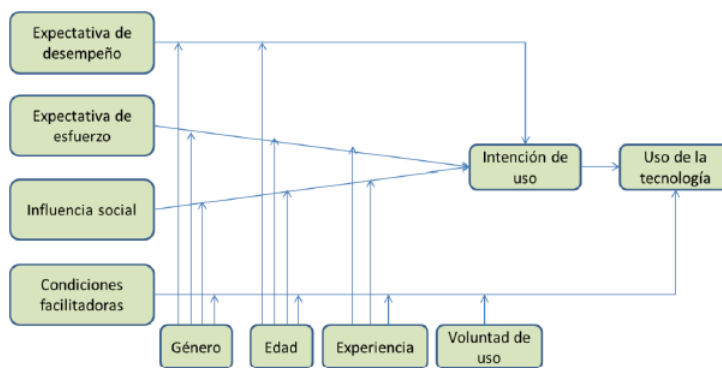 Expectativa de
desempeño
Expectativa de
esfuerzo
Influencia social
Condiciones
facilitadoras
Intención de
uso
Uso de la
tecnología
Género
Edad
Experiencia
Voluntad de
uso